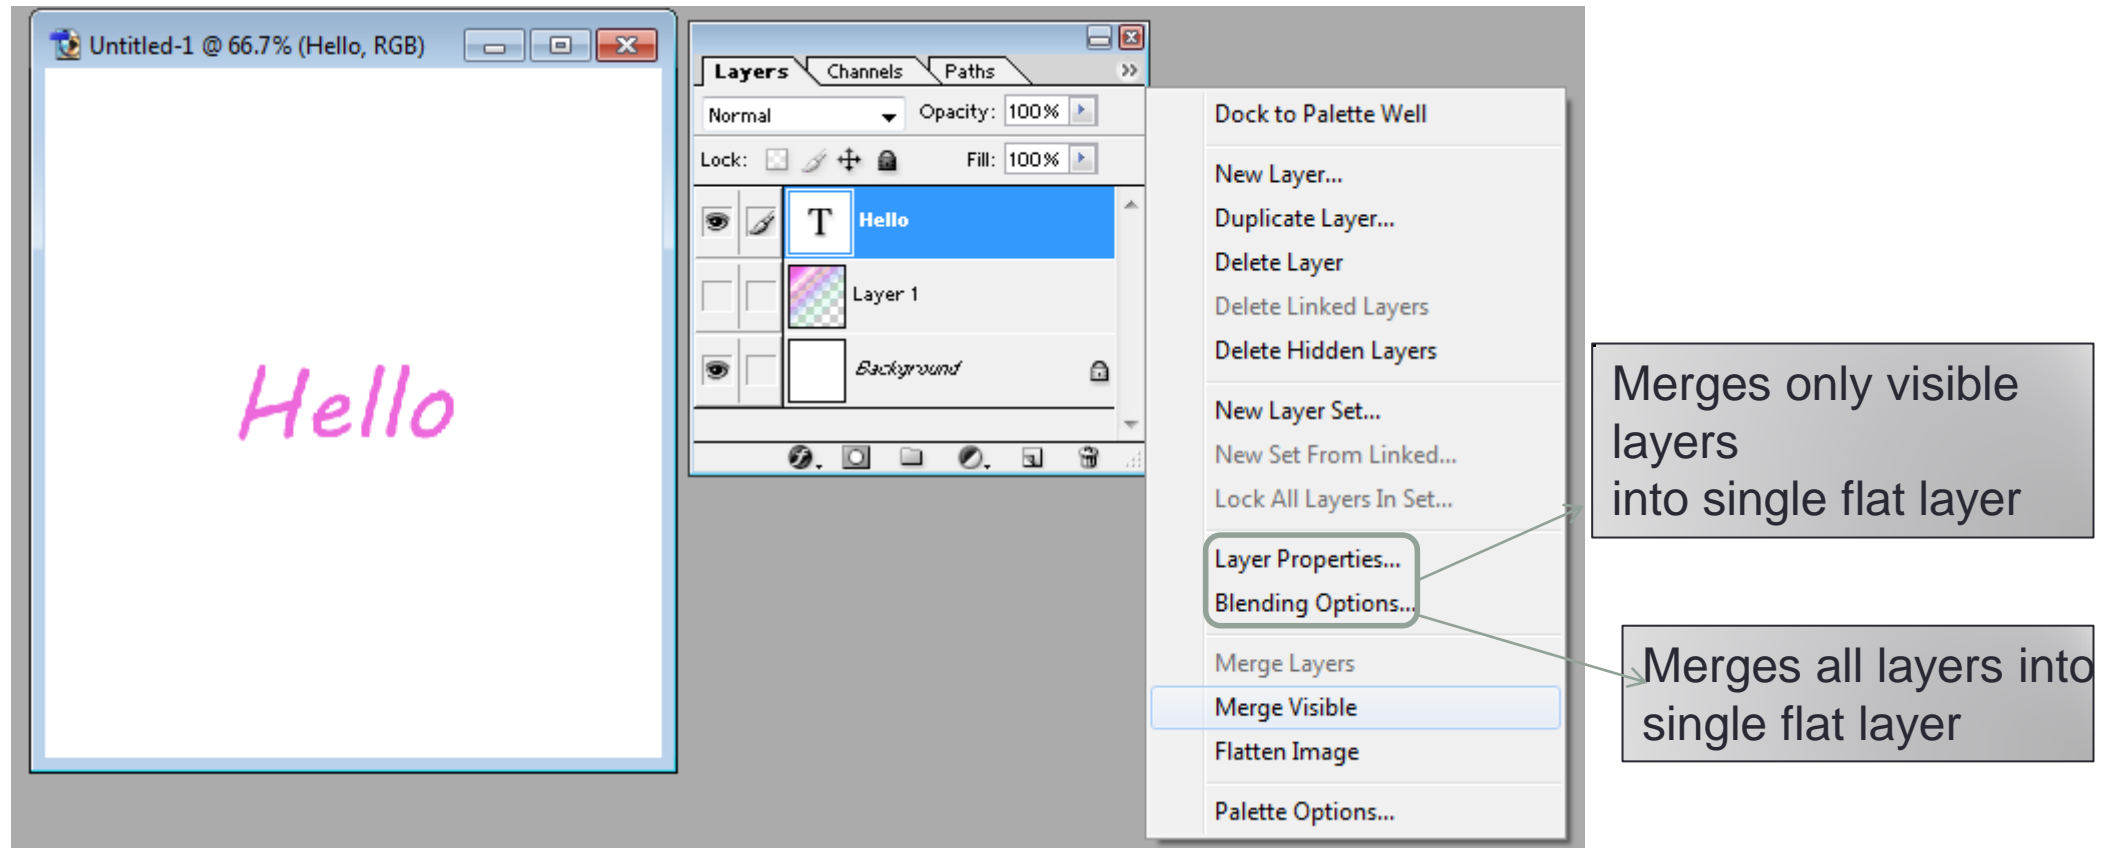 Untitled-1 @ 66.7% (Hello, RGB)
Hello
Layers Channels Paths
Normal Opacity: 100%
Lock: Fill: 100%
T Hello
Layer 1
Background
Dock to Palette Well
New Layer...
Duplicate Layer...
Delete Layer
Delete Linked Layers
Delete Hidden Layers
New Layer Set...
New Set From Linked...
Lock All Layers In Set...
Layer Properties...
Blending Options...
Merge Layers
Merge Visible
Flatten Image
Palette Options...
Merges only visible
layers
into single flat layer
Merges all layers into
single flat layer